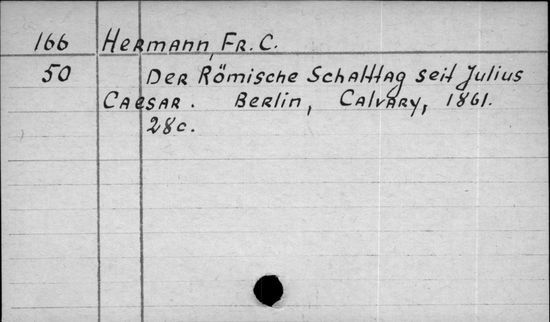 166 Hermann, Fr. C.
50 Der Römische Schalttag seit Julius
Caesar. Berlin, Calvary, 1861.
28c.